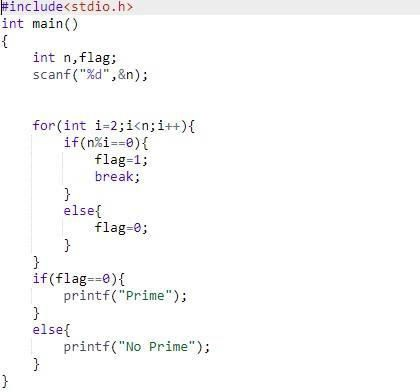 #include<stdio.h>
int main()
{
    int n,flag;
    scanf("%d",&n);
    for(int i=2;i<n;i++){
        if(n%i==0){
            flag=1;
            break;
        }
        else{
            flag=0;
        }
    }
    if(flag==0){
        printf("Prime");
    }
    else{
        printf("No Prime");
    }
}